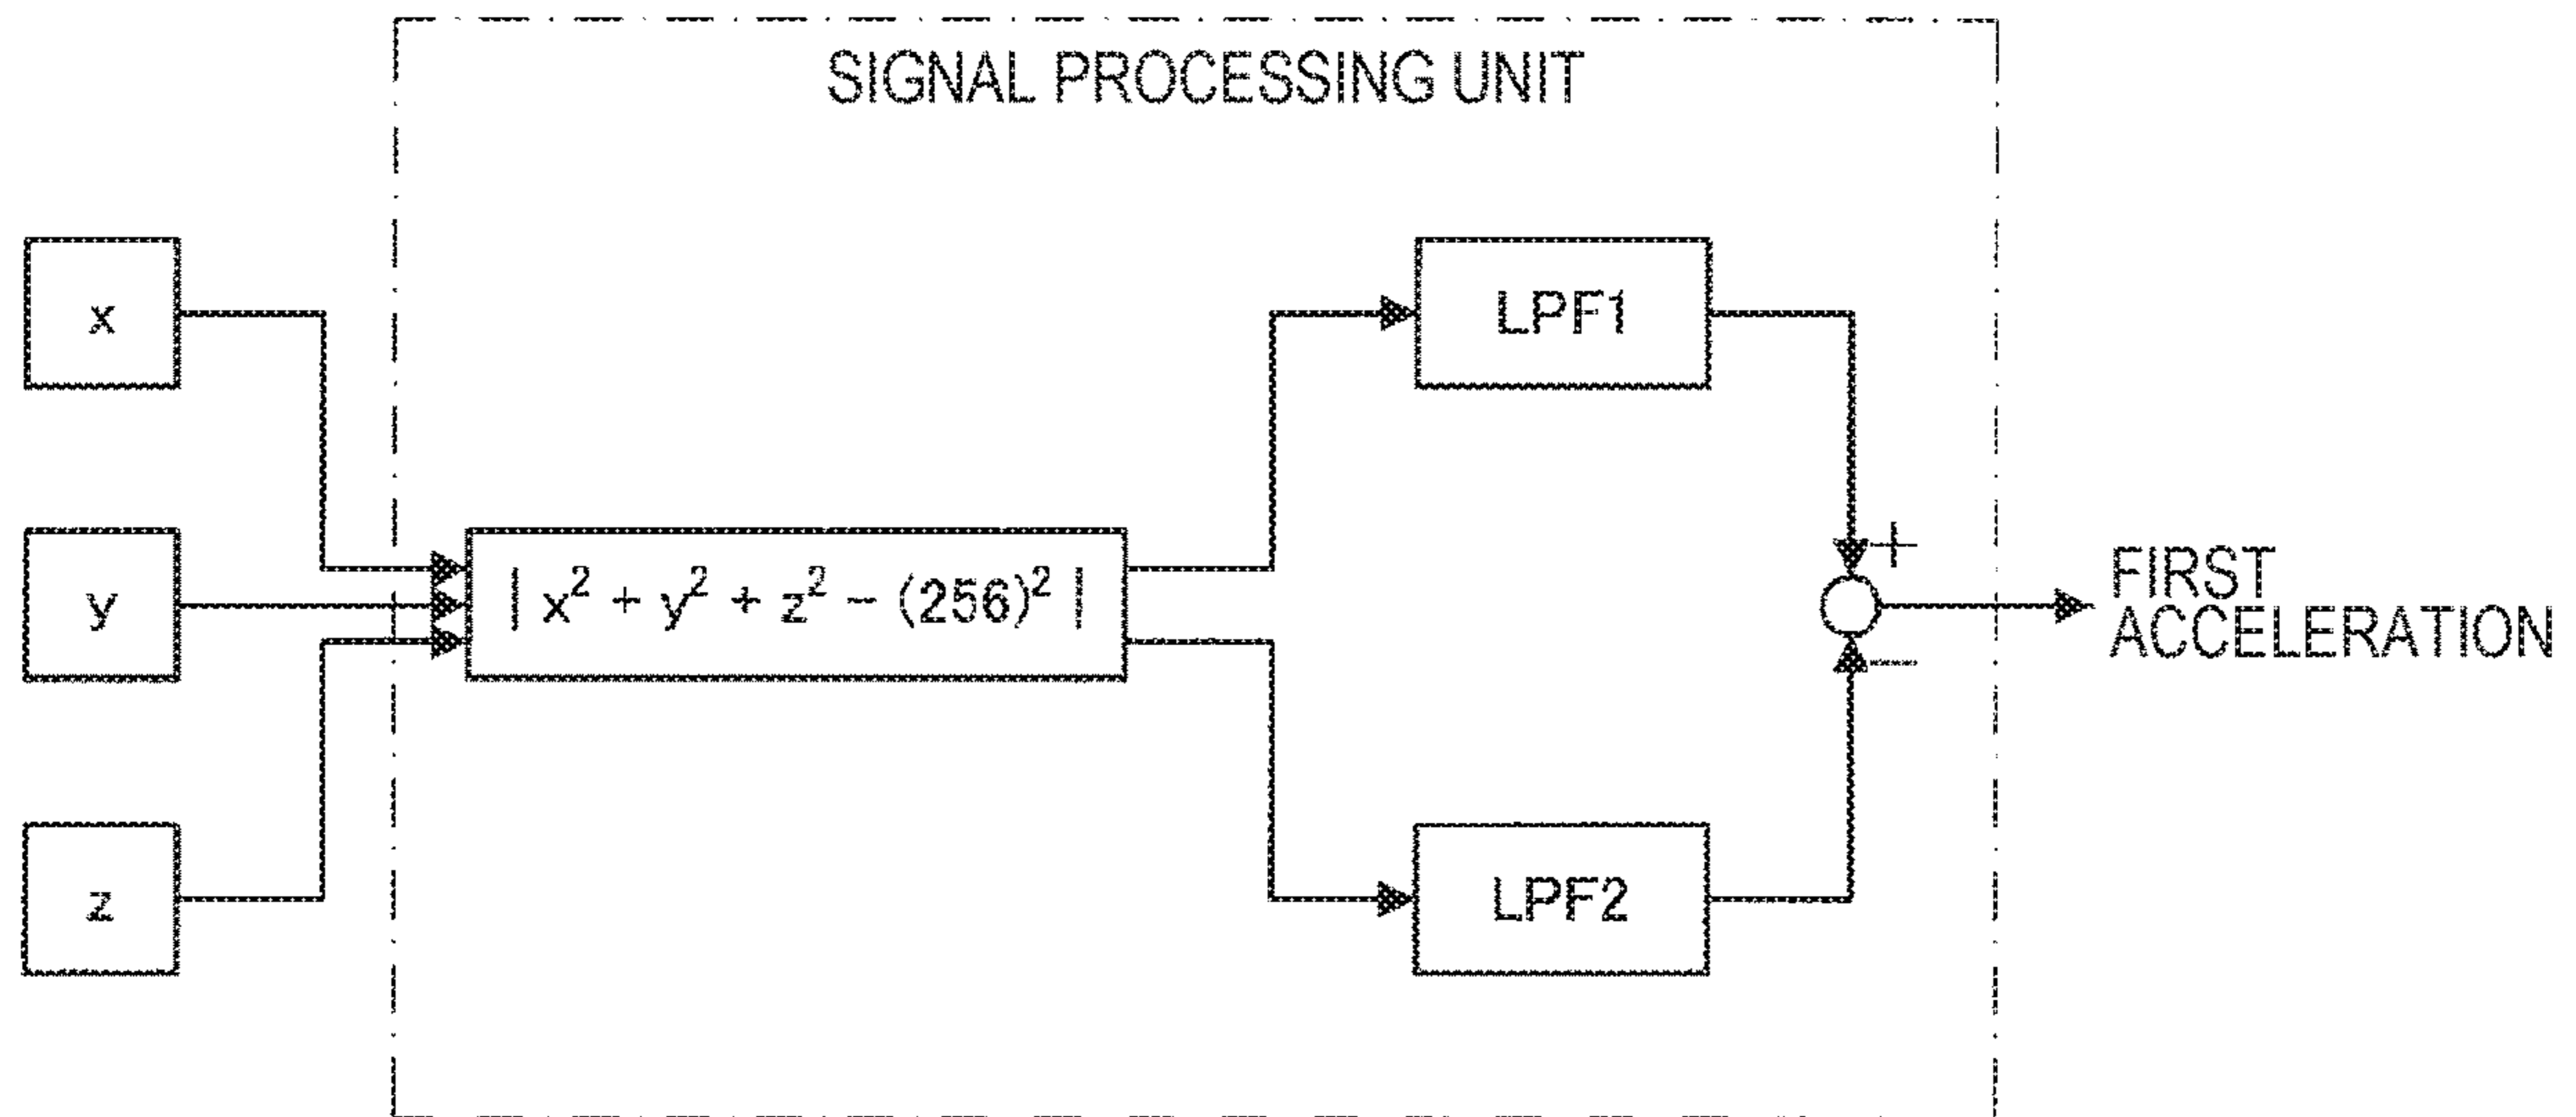 SIGNAL PROCESSING UNIT
x
LPF1
+
y
| x² + y² + z² − (256)² |
FIRST
ACCELERATION
−
z
LPF2